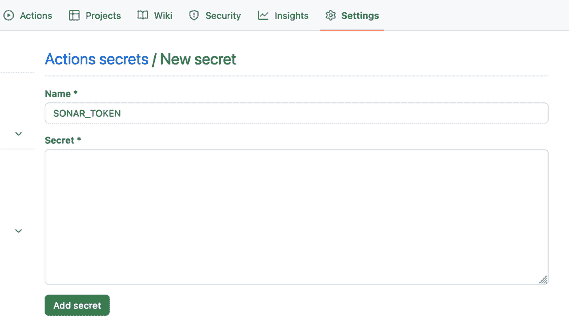 Actions Projects Wiki Security Insights Settings
Actions secrets / New secret
Name *
SONAR_TOKEN
Secret *
Add secret